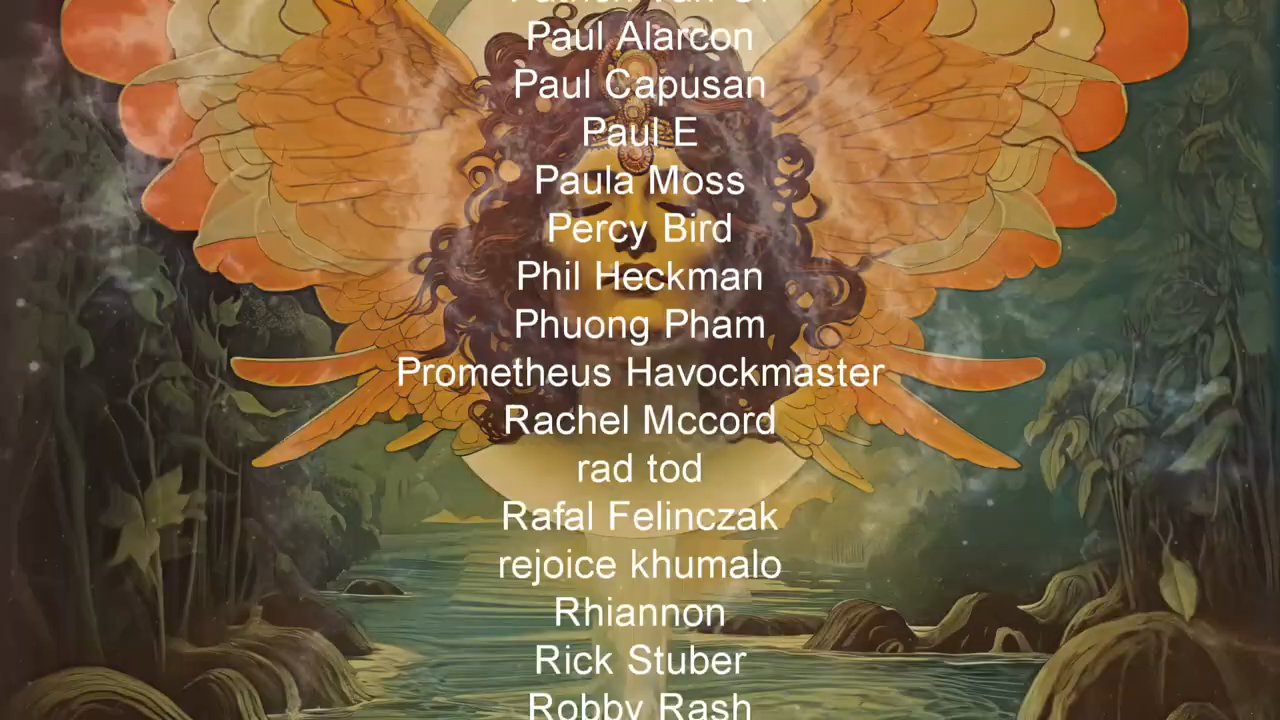 Paul Alarcon
Paul Capusan
Paul E
Paula Moss
Percy Bird
Phil Heckman
Phuong Pham
Prometheus Havockmaster
Rachel Mccord
rad tod
Rafal Felinczak
rejoice khumalo
Rhiannon
Rick Stuber
Robby Rash